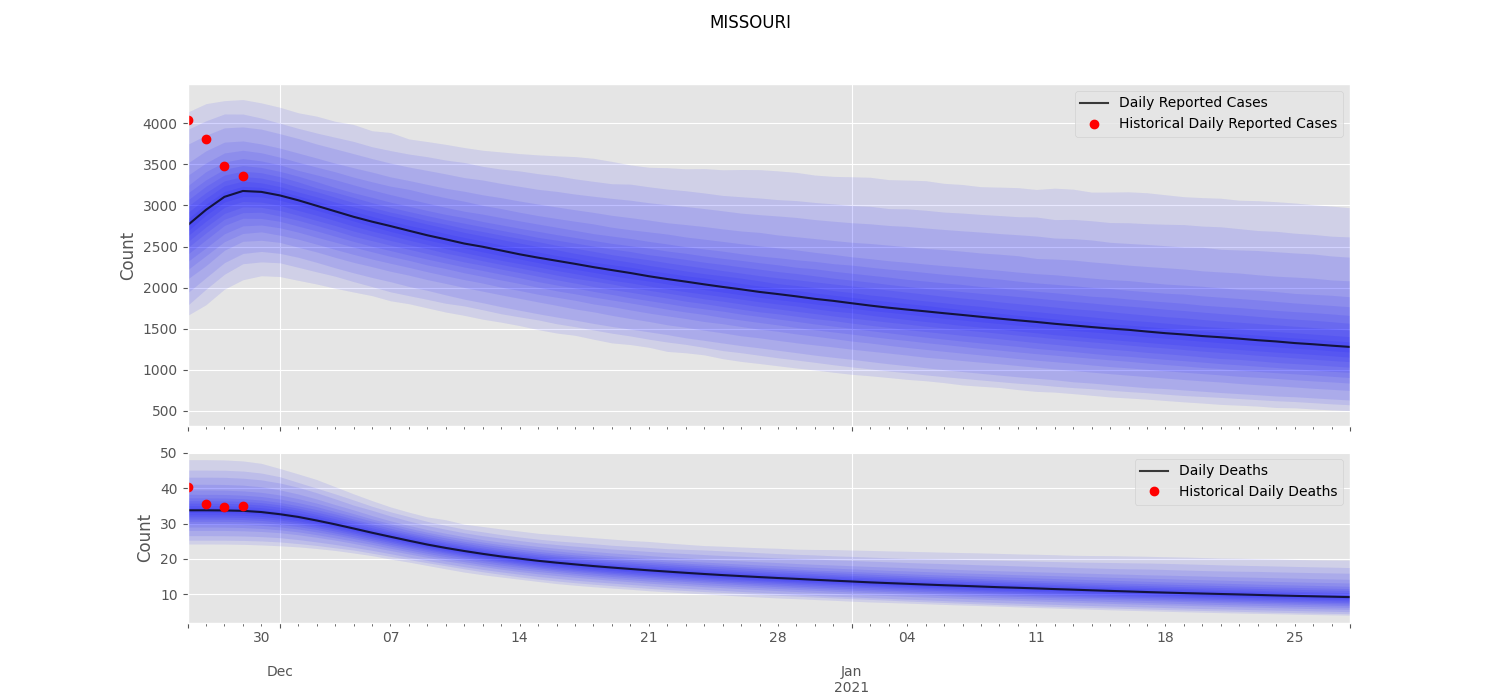 MISSOURI
Daily Reported Cases
Historical Daily Reported Cases
4000
3500
3000
2500
2000
1500
1000
500
Count
Daily Deaths
Historical Daily Deaths
50
40
30
20
10
Count
30 07 14 21 28 04 11 18 25
Dec Jan
2021